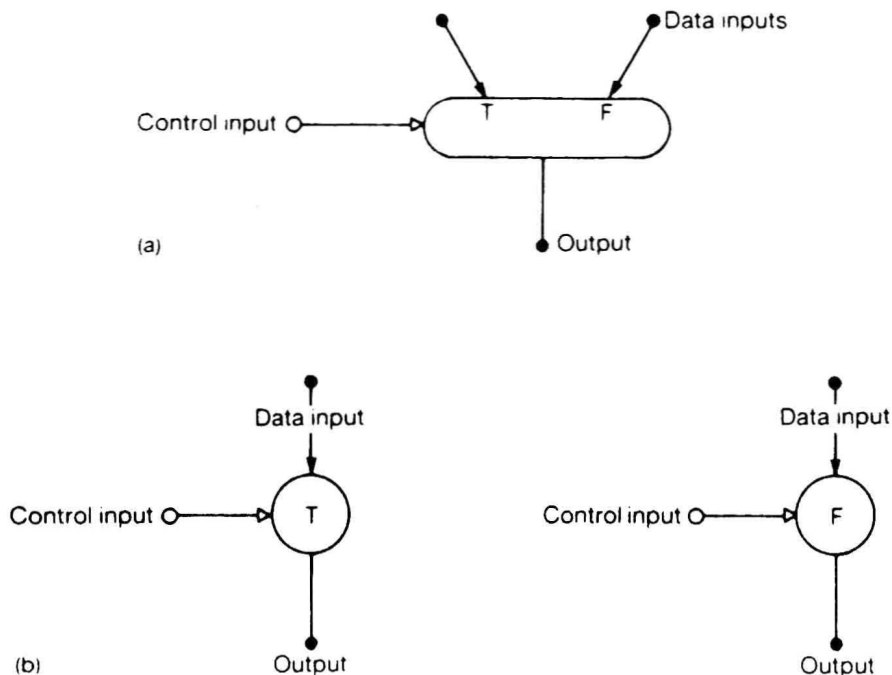 Data inputs
T F
Control input
Output
(a)
Data input Data input
Control input T Control input F
Output Output
(b)